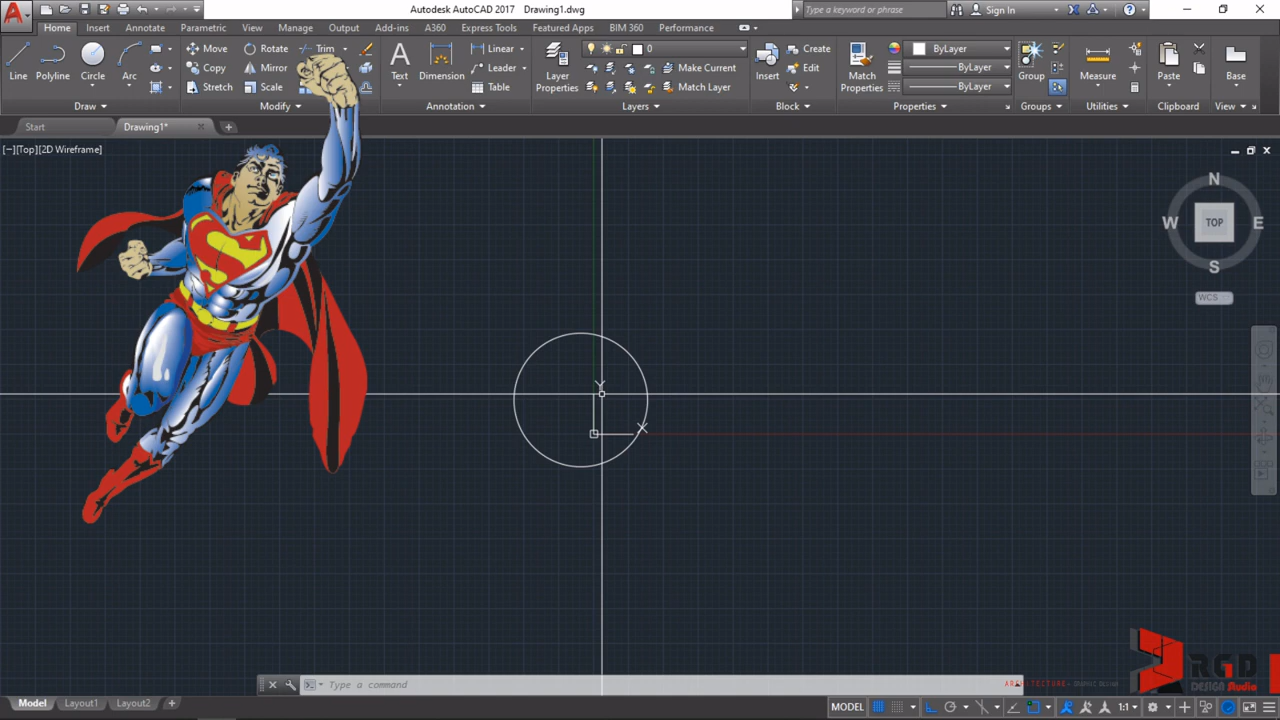 A Autodesk AutoCAD 2017 Drawing1.dwg Type a keyword or phrase Sign In
Home Insert Annotate Parametric View Manage Output Add-ins A360 Express Tools Featured Apps BIM 360 Performance
Line Polyline Circle Arc Move Rotate Trim Text Dimension Linear Layer Properties 0 Insert Create Match Properties ByLayer Group Measure Paste Base
Copy Mirror Leader Make Current Edit ByLayer
Stretch Scale Table Match Layer ByLayer
Draw Modify Annotation Layers Block Properties Groups Utilities Clipboard View
Start Drawing1*
[−][Top][2D Wireframe]
N
W TOP E
S
WCS
S
Y
X
Type a command
RGD
DESIGN Studio
Model Layout1 Layout2 + MODEL 1:1